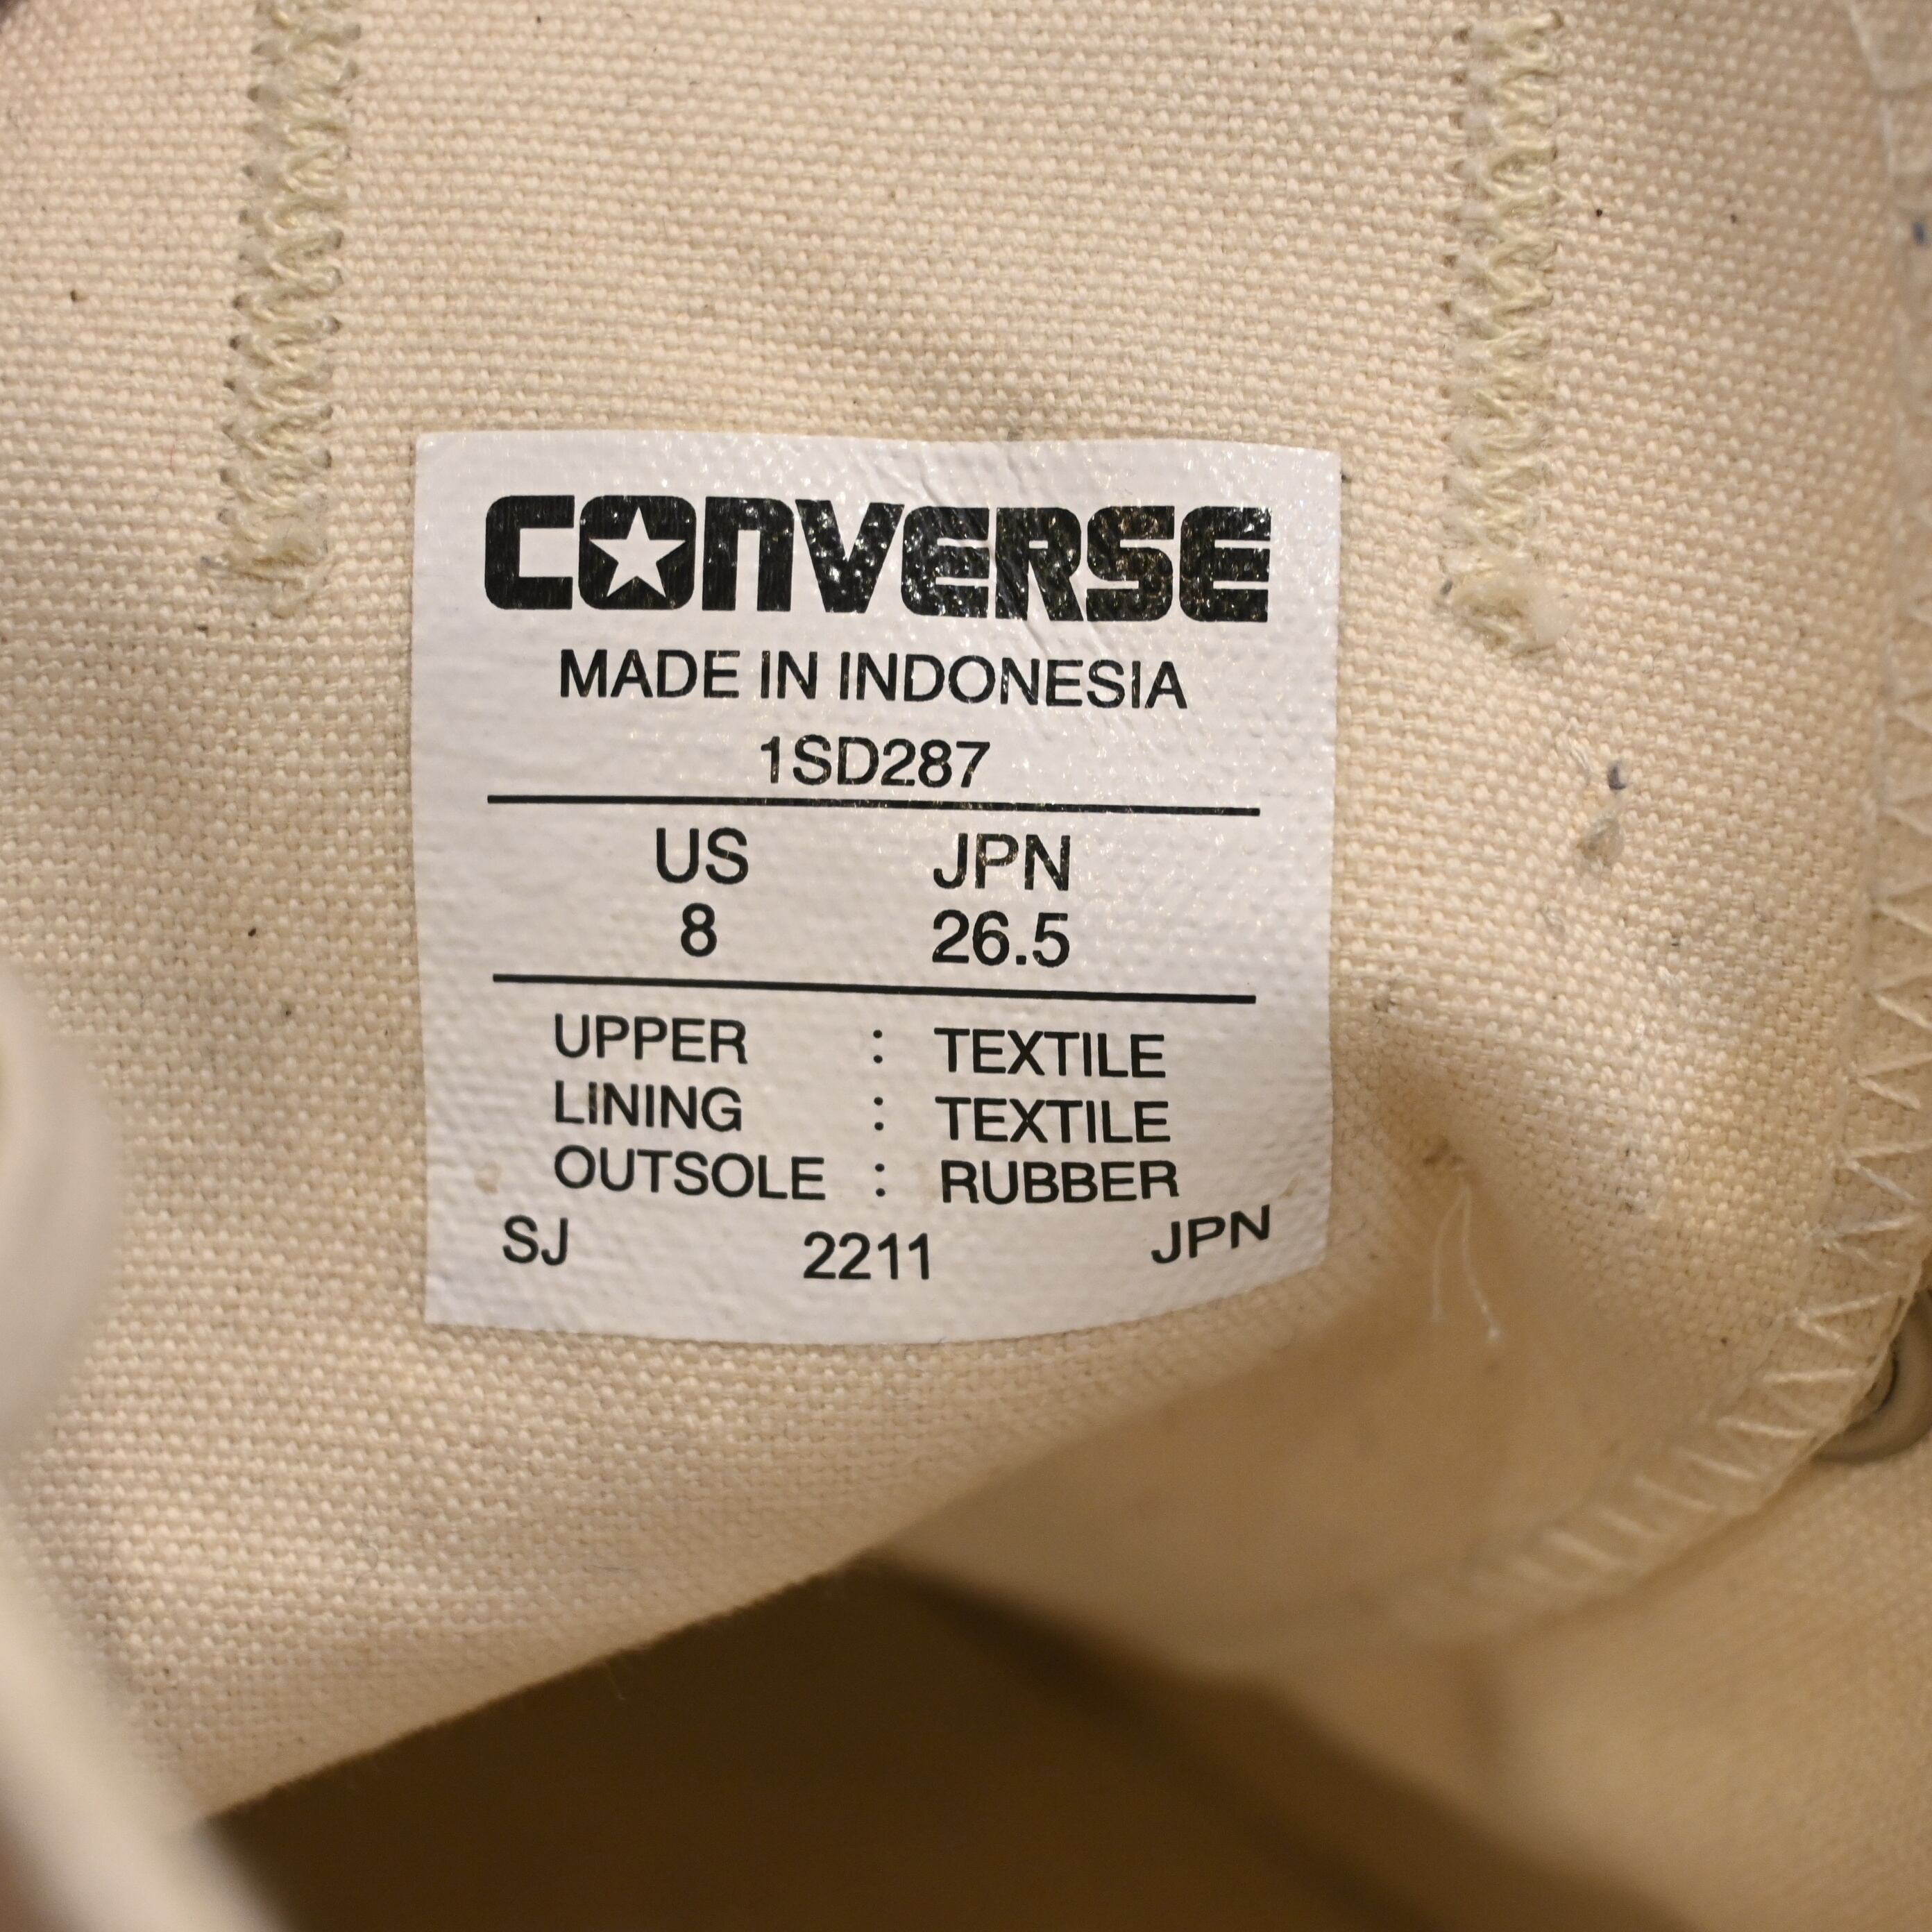 CONVERSE
MADE IN INDONESIA
1SD287
US JPN
8 26.5
UPPER : TEXTILE
LINING : TEXTILE
OUTSOLE : RUBBER
SJ 2211 JPN